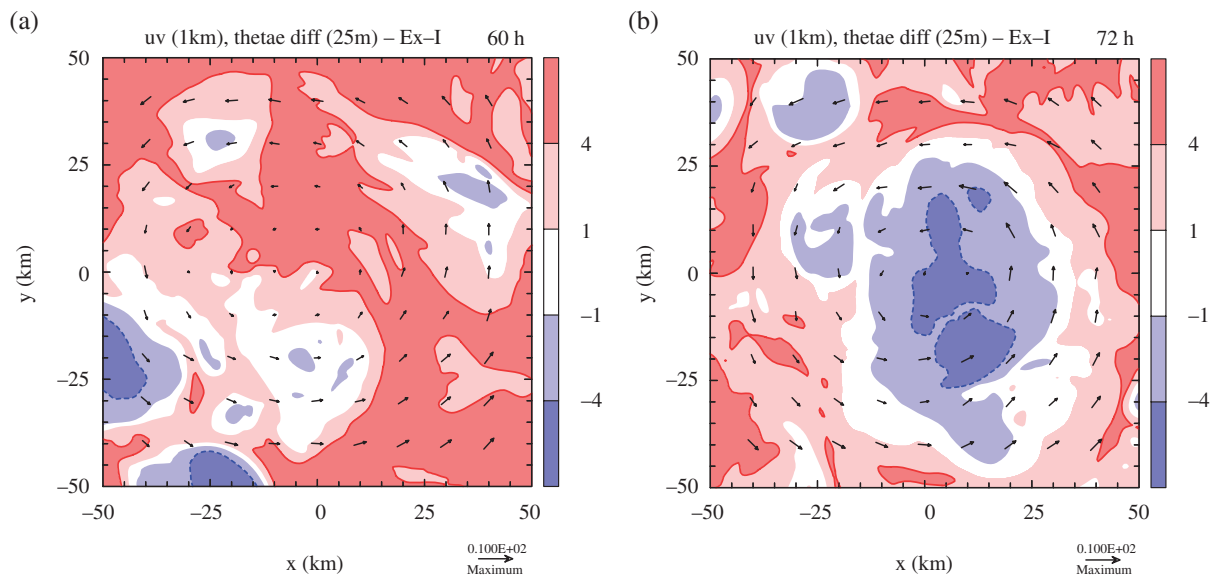 (a)
uv (1km), thetae diff (25m) – Ex–I 60 h
50
25
0
−25
−50
y (km)
−50 −25 0 25 50
x (km)
4
1
−1
−4
0.100E+02
Maximum
(b)
uv (1km), thetae diff (25m) – Ex–I 72 h
50
25
0
−25
−50
y (km)
−50 −25 0 25 50
x (km)
4
1
−1
−4
0.100E+02
Maximum